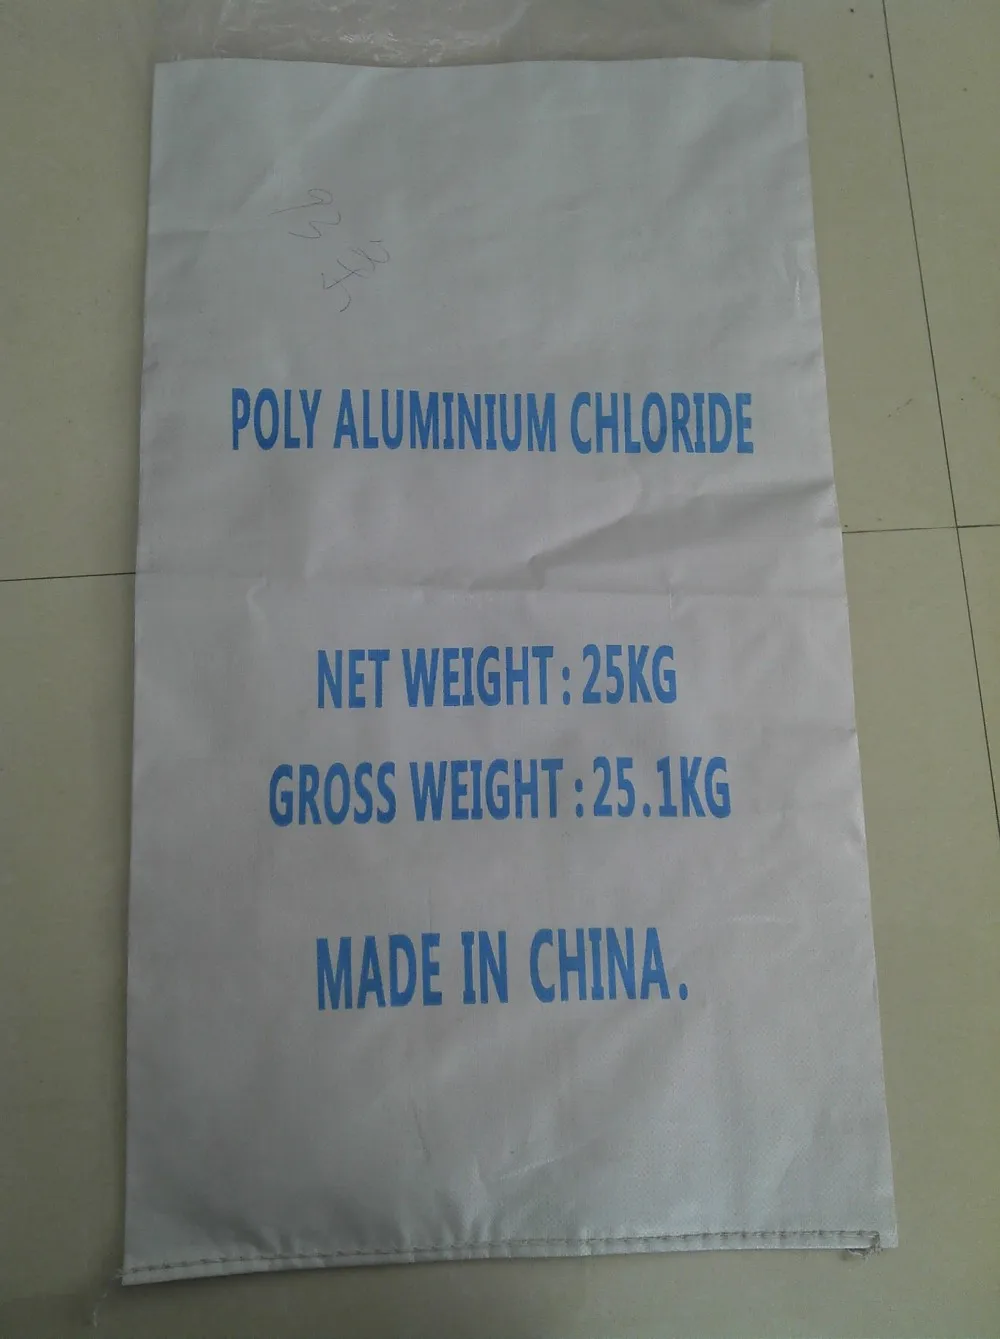 POLY ALUMINIUM CHLORIDE
NET WEIGHT : 25KG
GROSS WEIGHT : 25.1KG
MADE IN CHINA.